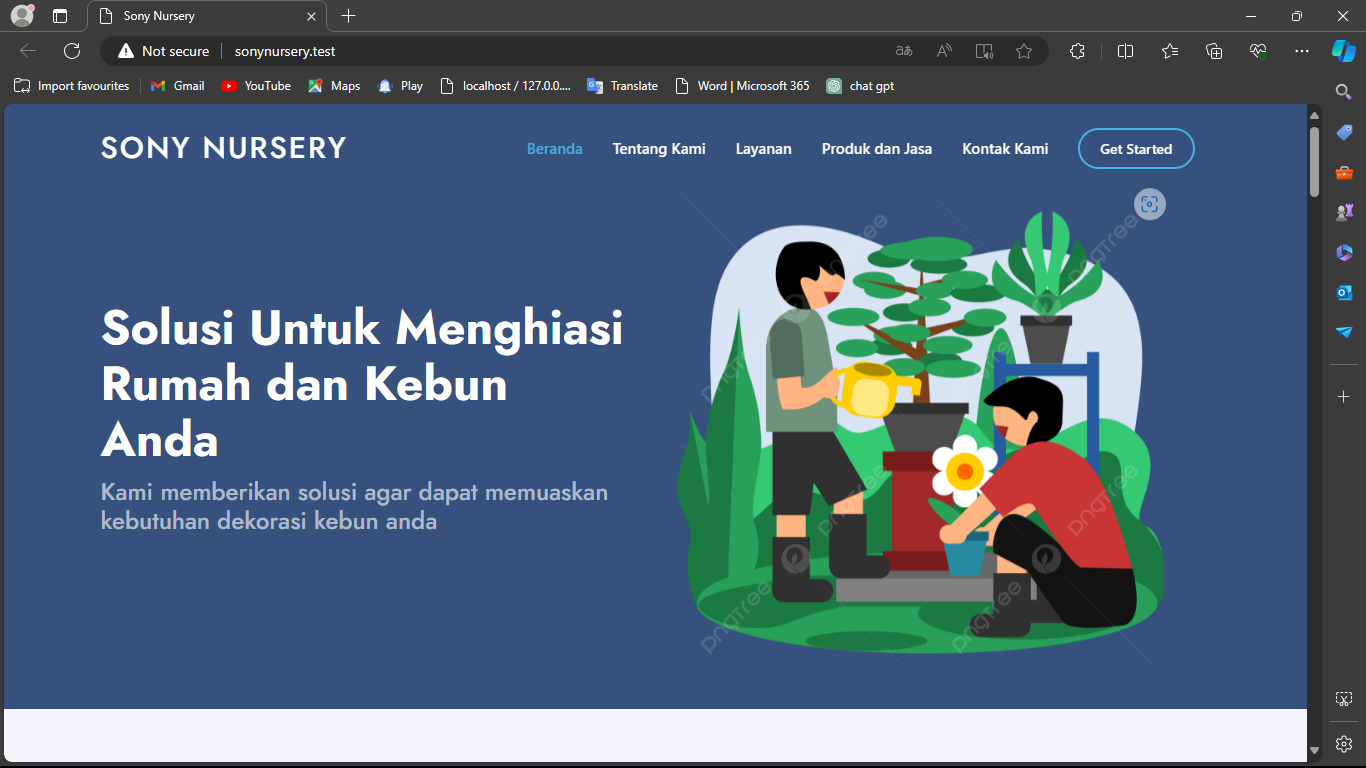 Sony Nursery
Not secure
sonynursery.test
Import favourites
Gmail
YouTube
Maps
Play
localhost / 127.0.0....
Translate
Word | Microsoft 365
chat gpt
SONY NURSERY
Beranda
Tentang Kami
Layanan
Produk dan Jasa
Kontak Kami
Get Started
Solusi Untuk Menghiasi
Rumah dan Kebun
Anda
Kami memberikan solusi agar dapat memuaskan
kebutuhan dekorasi kebun anda
pngtree
pngtree
pngtree
pngtree
pngtree
pngtree
pngtree
pngtree